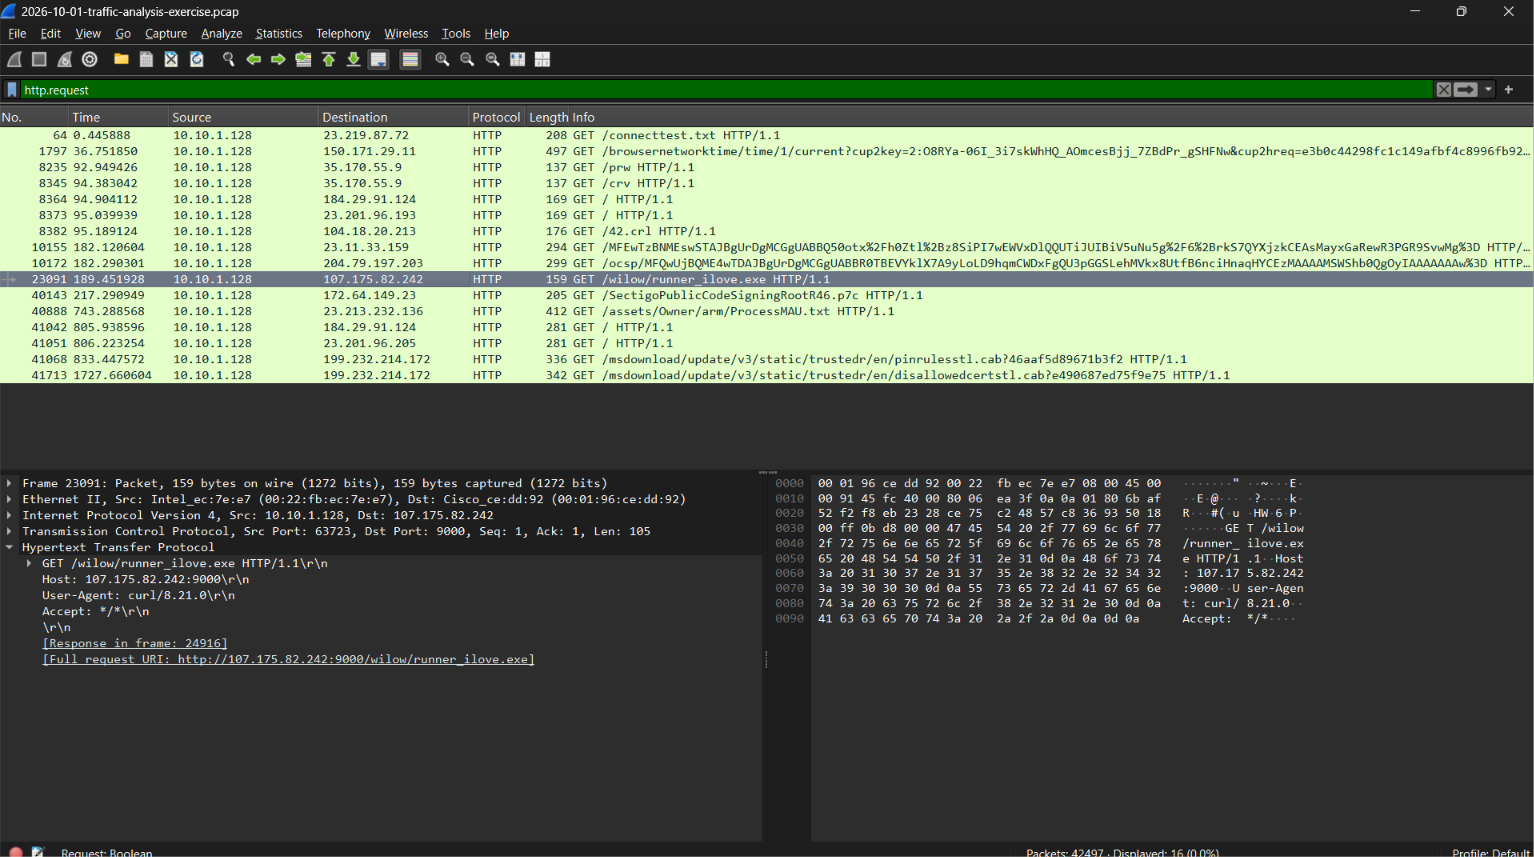 2026-10-01-traffic-analysis-exercise.pcap
File Edit View Go Capture Analyze Statistics Telephony Wireless Tools Help
http.request
No. Time Source Destination Protocol Length Info
64 0.445888 10.10.1.128 23.219.87.72 HTTP 208 GET /connecttest.txt HTTP/1.1
1797 36.751850 10.10.1.128 150.171.29.11 HTTP 497 GET /browsernetworktime/time/1/current?cup2key=2:O8RYa-06I_3i7skWhHQ_AOmcesBjj_7ZBdPr_gSHFNw&cup2hreq=e3b0c44298fc1c149afbf4c8996fb92…
8235 92.949426 10.10.1.128 35.170.55.9 HTTP 137 GET /prw HTTP/1.1
8345 94.383042 10.10.1.128 35.170.55.9 HTTP 137 GET /crv HTTP/1.1
8364 94.904112 10.10.1.128 184.29.91.124 HTTP 169 GET / HTTP/1.1
8373 95.039939 10.10.1.128 23.201.96.193 HTTP 169 GET / HTTP/1.1
8382 95.189124 10.10.1.128 104.18.20.213 HTTP 176 GET /42.crl HTTP/1.1
10155 182.120604 10.10.1.128 23.11.33.159 HTTP 294 GET /MFEwTzBNMEswSTAJBgUrDgMCGgUABBQ50otx%2Fh0Ztl%2Bz8SiPI7wEWVxDlQQUTiJUIBiV5uNu5g%2F6%2BrkS7QYXjzkCEAsMayxGaRewR3PGR9SvwMg%3D HTTP/…
10172 182.290301 10.10.1.128 204.79.197.203 HTTP 299 GET /ocsp/MFQwUjBQME4wTDAJBgUrDgMCGgUABBR0TBEVYklX7A9yLoLD9hqmCWDxFgQU3pGGSLehMVkx8UtfB6nciHnaqHYCEzMAAAAMSWShb0QgOyIAAAAAAAw%3D HTTP…
23091 189.451928 10.10.1.128 107.175.82.242 HTTP 159 GET /wilow/runner_ilove.exe HTTP/1.1
40143 217.290949 10.10.1.128 172.64.149.23 HTTP 205 GET /SectigoPublicCodeSigningRootR46.p7c HTTP/1.1
40888 743.288568 10.10.1.128 23.213.232.136 HTTP 412 GET /assets/Owner/arm/ProcessMAU.txt HTTP/1.1
41042 805.938596 10.10.1.128 184.29.91.124 HTTP 281 GET / HTTP/1.1
41051 806.223254 10.10.1.128 23.201.96.205 HTTP 281 GET / HTTP/1.1
41068 833.447572 10.10.1.128 199.232.214.172 HTTP 336 GET /msdownload/update/v3/static/trustedr/en/pinrulesstl.cab?46aaf5d89671b3f2 HTTP/1.1
41713 1727.660604 10.10.1.128 199.232.214.172 HTTP 342 GET /msdownload/update/v3/static/trustedr/en/disallowedcertstl.cab?e490687ed75f9e75 HTTP/1.1
Frame 23091: Packet, 159 bytes on wire (1272 bits), 159 bytes captured (1272 bits)
Ethernet II, Src: Intel_ec:7e:e7 (00:22:fb:ec:7e:e7), Dst: Cisco_ce:dd:92 (00:01:96:ce:dd:92)
Internet Protocol Version 4, Src: 10.10.1.128, Dst: 107.175.82.242
Transmission Control Protocol, Src Port: 63723, Dst Port: 9000, Seq: 1, Ack: 1, Len: 105
Hypertext Transfer Protocol
GET /wilow/runner_ilove.exe HTTP/1.1\r\n
Host: 107.175.82.242:9000\r\n
User-Agent: curl/8.21.0\r\n
Accept: */*\r\n
\r\n
[Response in frame: 24916]
[Full request URI: http://107.175.82.242:9000/wilow/runner_ilove.exe]
0000 00 01 96 ce dd 92 00 22 fb ec 7e e7 08 00 45 00 ·······" ··~···E·
0010 00 91 45 fc 40 00 80 06 ea 3f 0a 0a 01 80 6b af ··E·@··· ·?····k·
0020 52 f2 f8 eb 23 28 ce 75 c2 48 57 c8 36 93 50 18 R···#(·u ·HW·6·P·
0030 00 ff 0b d8 00 00 47 45 54 20 2f 77 69 6c 6f 77 ······GE T /wilow
0040 2f 72 75 6e 6e 65 72 5f 69 6c 6f 76 65 2e 65 78 /runner_ ilove.ex
0050 65 20 48 54 54 50 2f 31 2e 31 0d 0a 48 6f 73 74 e HTTP/1 .1··Host
0060 3a 20 31 30 37 2e 31 37 35 2e 38 32 2e 32 34 32 : 107.17 5.82.242
0070 3a 39 30 30 30 0d 0a 55 73 65 72 2d 41 67 65 6e :9000··U ser-Agen
0080 74 3a 20 63 75 72 6c 2f 38 2e 32 31 2e 30 0d 0a t: curl/ 8.21.0··
0090 41 63 63 65 70 74 3a 20 2a 2f 2a 0d 0a 0d 0a Accept: */*····
Request: Boolean Packets: 42497 · Displayed: 16 (0.0%) Profile: Default